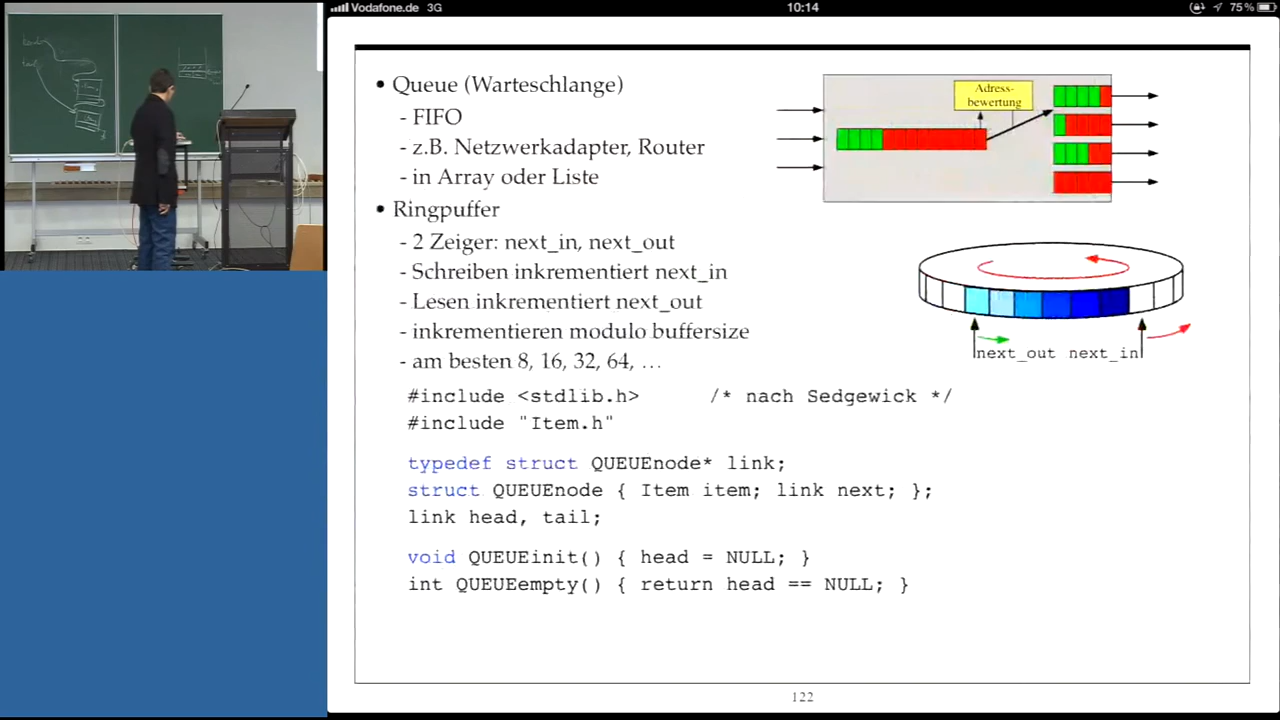 Vodafone.de 3G 10:14 75%
• Queue (Warteschlange)
- FIFO
- z.B. Netzwerkadapter, Router
- in Array oder Liste
• Ringpuffer
- 2 Zeiger: next_in, next_out
- Schreiben inkrementiert next_in
- Lesen inkrementiert next_out
- inkrementieren modulo buffersize
- am besten 8, 16, 32, 64, …
Adress-
bewertung
next_out next_in
#include <stdlib.h> /* nach Sedgewick */
#include "Item.h"
typedef struct QUEUEnode* link;
struct QUEUEnode { Item item; link next; };
link head, tail;
void QUEUEinit() { head = NULL; }
int QUEUEempty() { return head == NULL; }
122